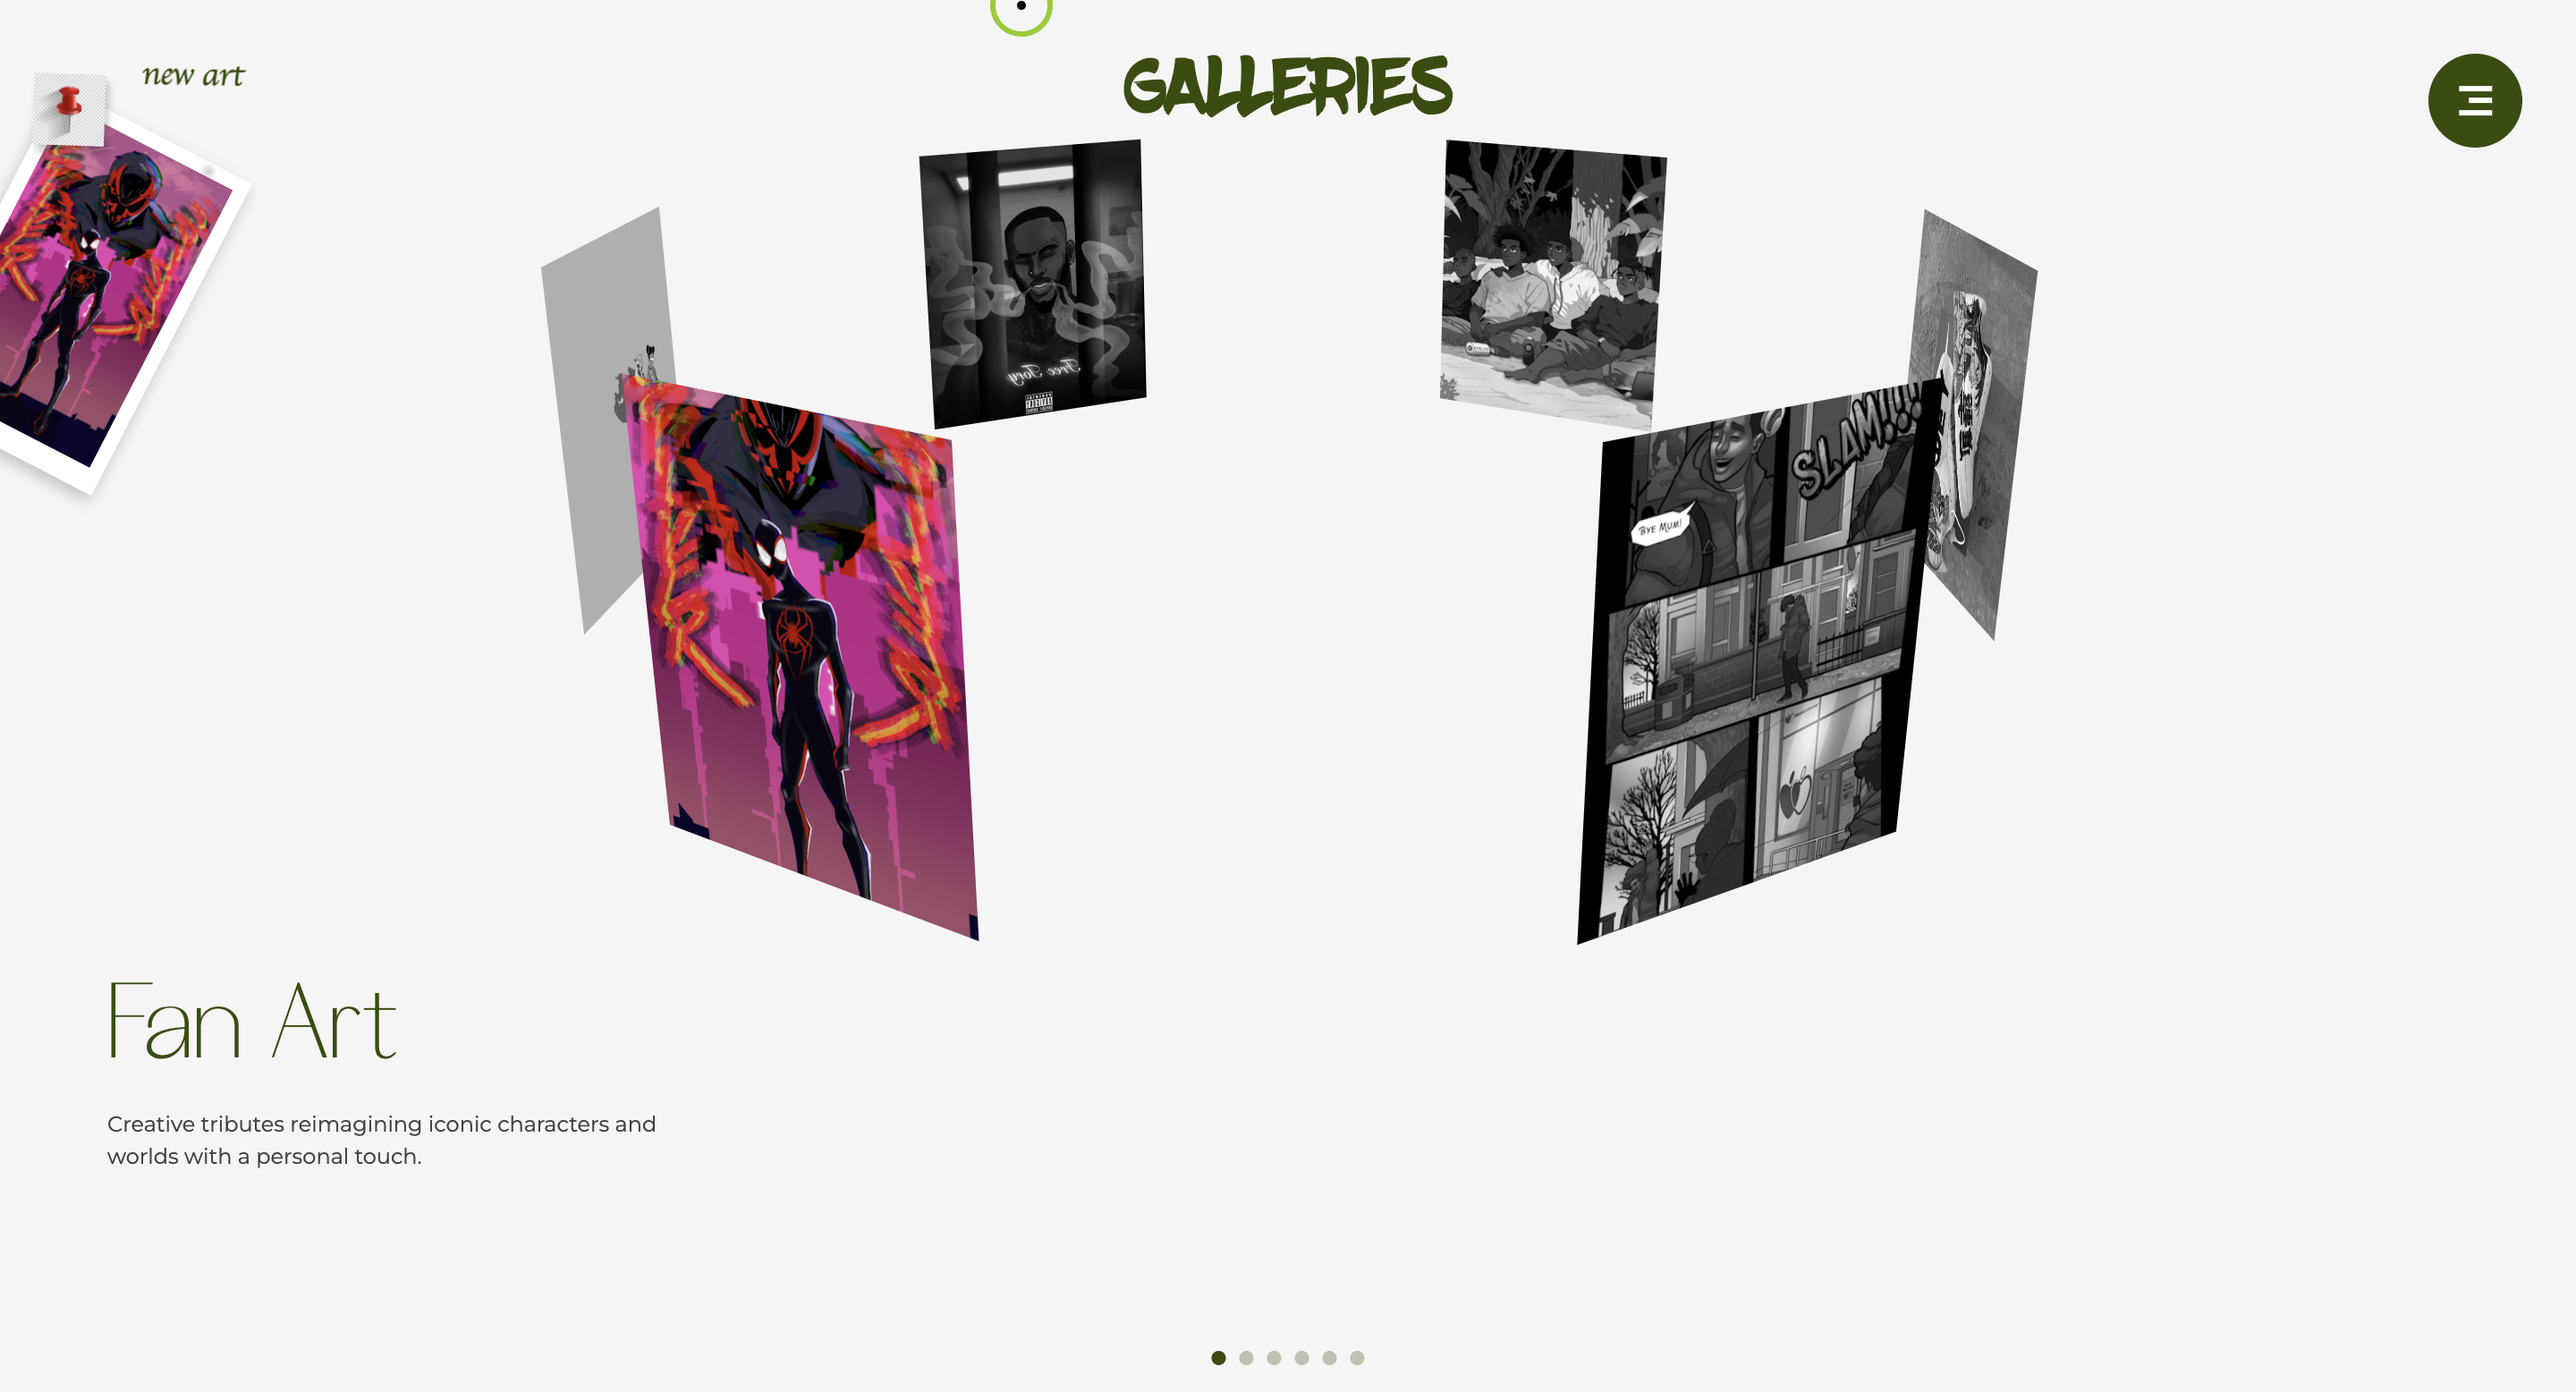 new art
GALLERIES
Free Tory
SLAM!!!!
BYE MUM!
Fan Art
Creative tributes reimagining iconic characters and
worlds with a personal touch.